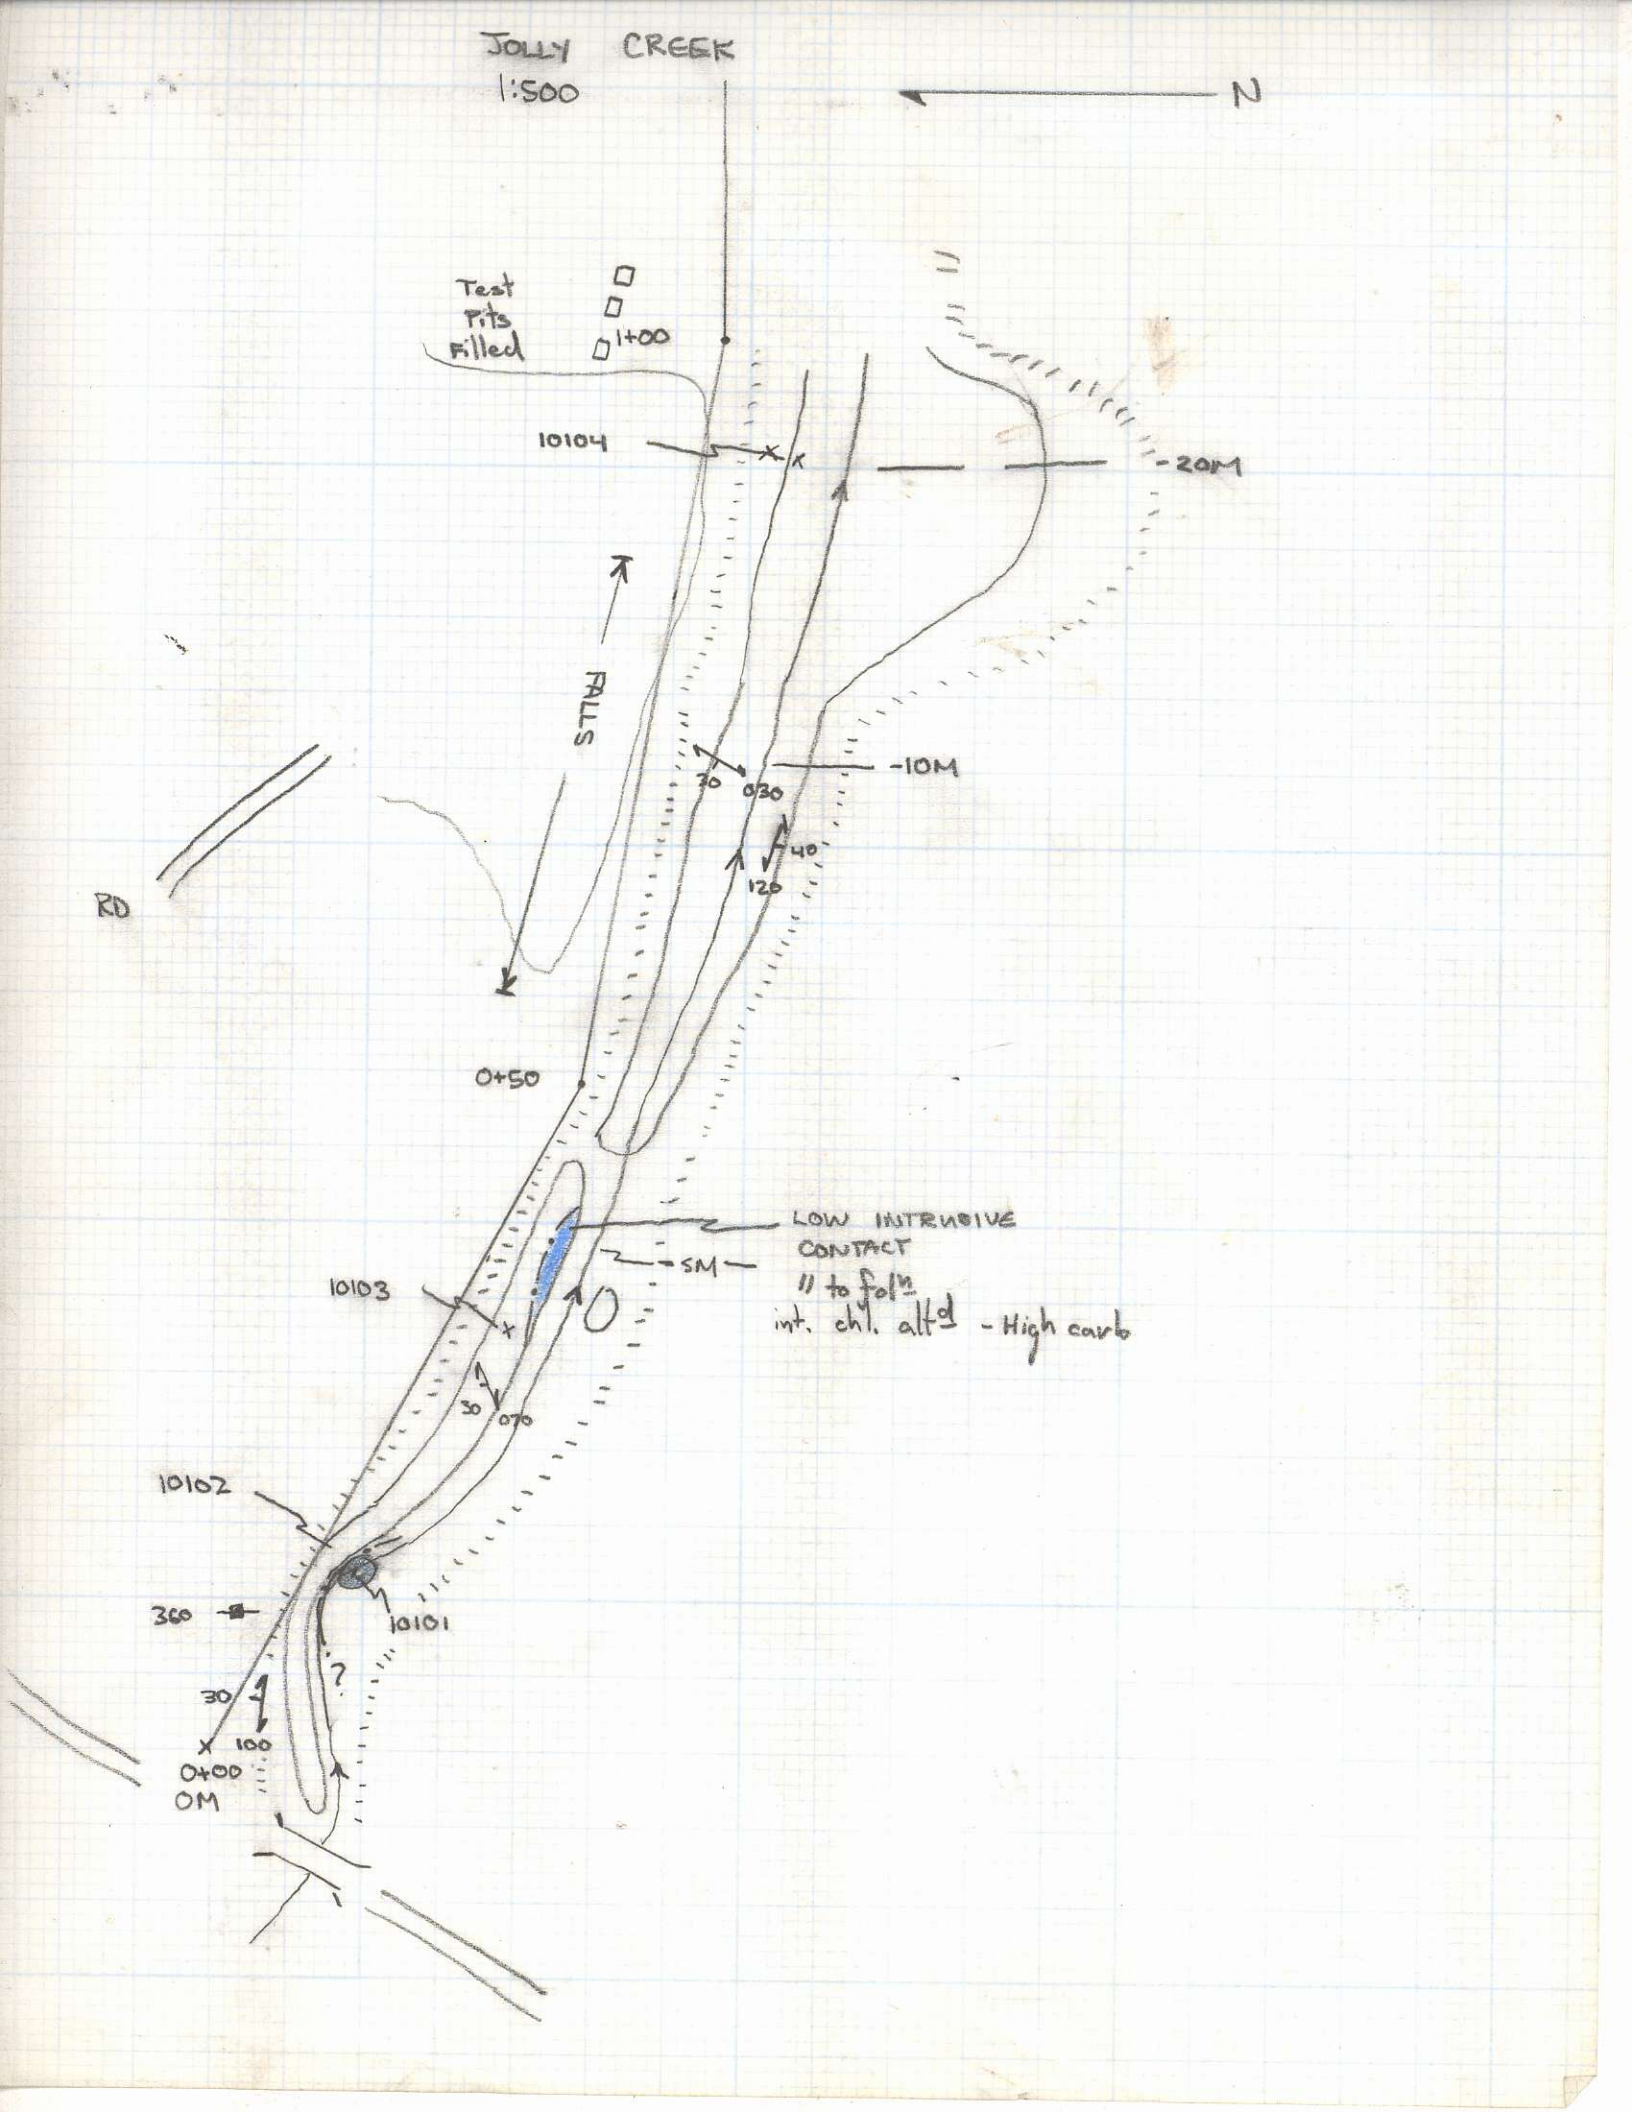 JOLLY CREEK
1:500
N
Test
Pits
Filled
1+00
10104
-20M
FALLS
-10M
30
030
40
120
RD
0+50
LOW INTRUSIVE
CONTACT
-5M-
" to fol<u>n</u>
int. chl. alt<u>d</u> - High carb
10103
30
070
10102
360
10101
?
30
100
0+00
0M